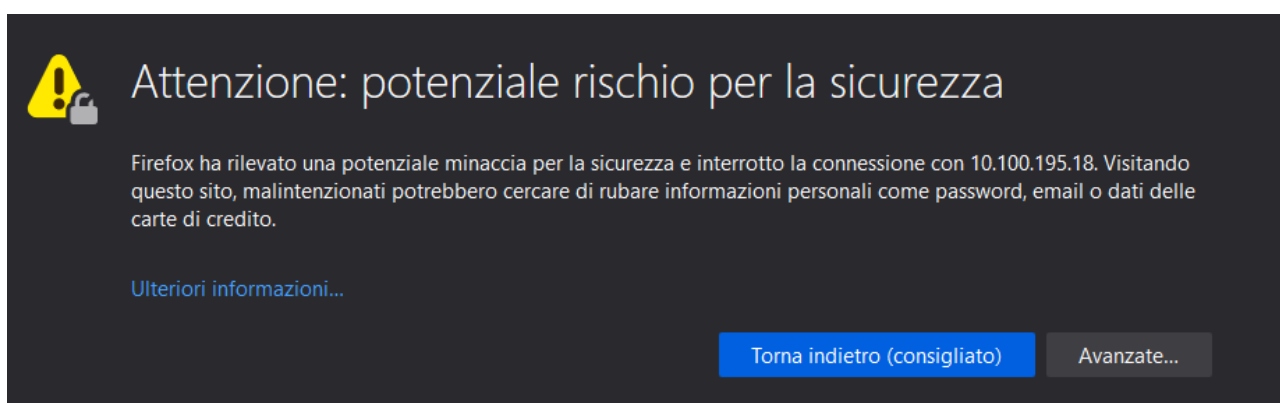 Attenzione: potenziale rischio per la sicurezza
Firefox ha rilevato una potenziale minaccia per la sicurezza e interrotto la connessione con 10.100.195.18. Visitando
questo sito, malintenzionati potrebbero cercare di rubare informazioni personali come password, email o dati delle
carte di credito.
Ulteriori informazioni...
Torna indietro (consigliato)
Avanzate...